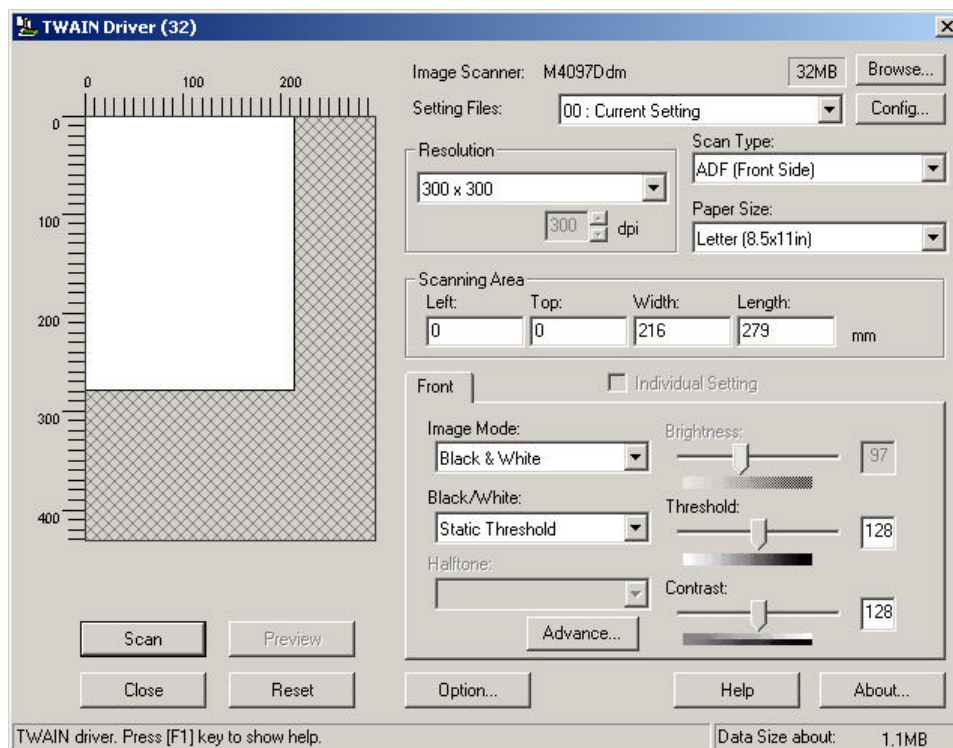 TWAIN Driver (32)
0 100 200
0
100
200
300
400
Image Scanner: M4097Ddm 32MB Browse...
Setting Files: 00 : Current Setting Config...
Resolution
300 x 300
300 dpi
Scan Type:
ADF (Front Side)
Paper Size:
Letter (8.5x11in)
Scanning Area
Left: Top: Width: Length:
0 0 216 279 mm
Front Individual Setting
Image Mode:
Black & White
Black/White:
Static Threshold
Halftone:
Advance...
Brightness:
97
Threshold:
128
Contrast:
128
Scan Preview
Close Reset Option... Help About...
TWAIN driver. Press [F1] key to show help. Data Size about: 1.1MB